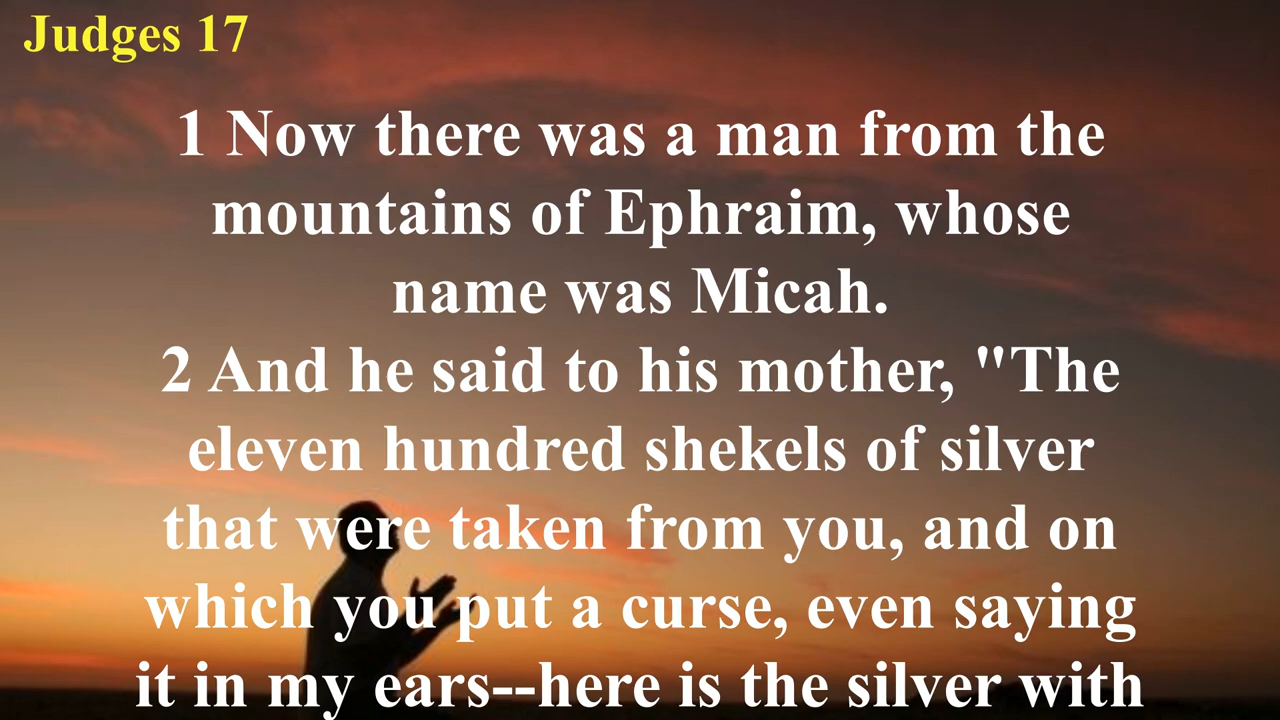 Judges 17
1 Now there was a man from the
mountains of Ephraim, whose
name was Micah.
2 And he said to his mother, "The
eleven hundred shekels of silver
that were taken from you, and on
which you put a curse, even saying
it in my ears--here is the silver with